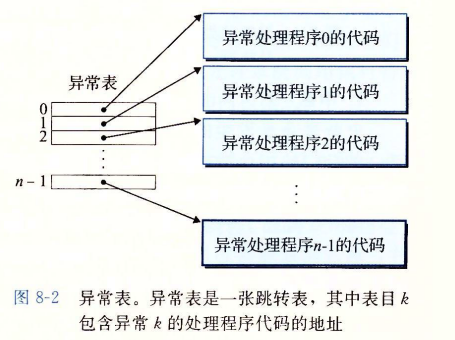 异常处理程序0的代码
异常表
异常处理程序1的代码
0
1
2
异常处理程序2的代码
⋮
n-1
⋮
异常处理程序n-1的代码
图 8-2 异常表。异常表是一张跳转表，其中表目 k
包含异常 k 的处理程序代码的地址